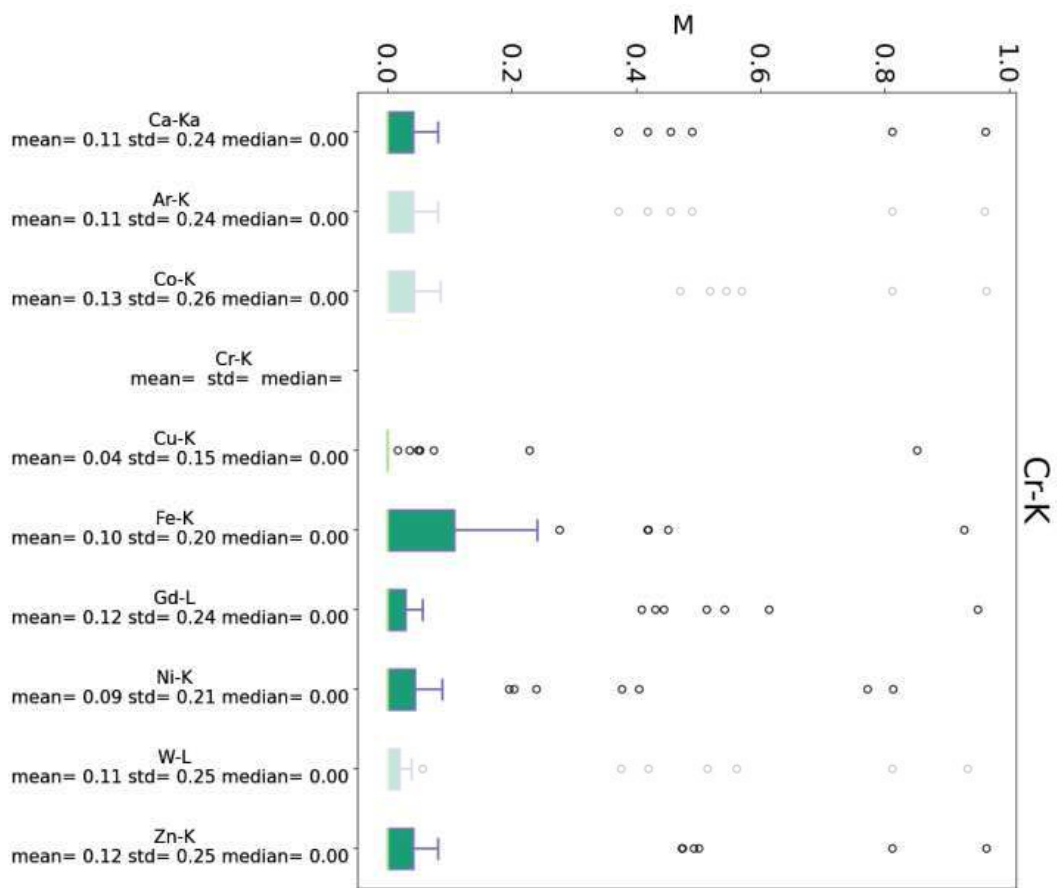 M
0.0
0.2
0.4
0.6
0.8
1.0
Ca-Ka
mean= 0.11 std= 0.24 median= 0.00
Ar-K
mean= 0.11 std= 0.24 median= 0.00
Co-K
mean= 0.13 std= 0.26 median= 0.00
Cr-K
mean= std= median=
Cu-K
mean= 0.04 std= 0.15 median= 0.00
Fe-K
mean= 0.10 std= 0.20 median= 0.00
Gd-L
mean= 0.12 std= 0.24 median= 0.00
Ni-K
mean= 0.09 std= 0.21 median= 0.00
W-L
mean= 0.11 std= 0.25 median= 0.00
Zn-K
mean= 0.12 std= 0.25 median= 0.00
Cr-K